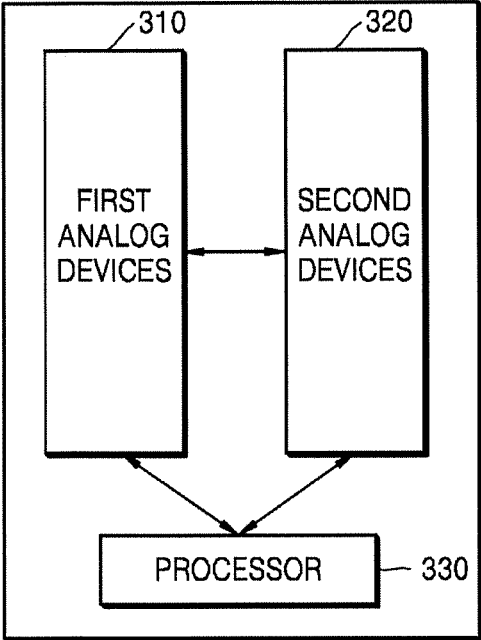 310
320
FIRST
ANALOG
DEVICES
SECOND
ANALOG
DEVICES
PROCESSOR
330